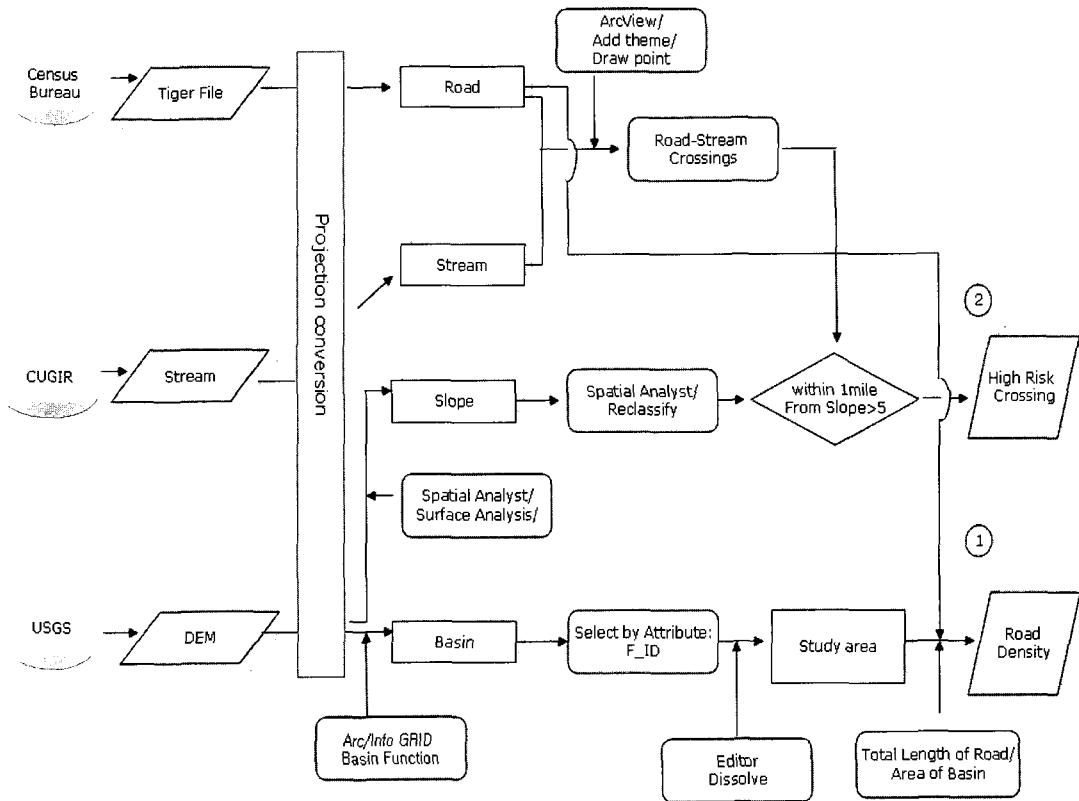 ArcView/
Add theme/
Draw point
Census
Bureau
Tiger File
Road
Road-Stream
Crossings
Projection conversion
Stream
2
CUGIR
Stream
Slope
Spatial Analyst/
Reclassify
within 1mile
From Slope>5
High Risk
Crossing
Spatial Analyst/
Surface Analysis/
1
USGS
DEM
Basin
Select by Attribute:
F_ID
Study area
Road
Density
Arc/Info GRID
Basin Function
Editor
Dissolve
Total Length of Road/
Area of Basin